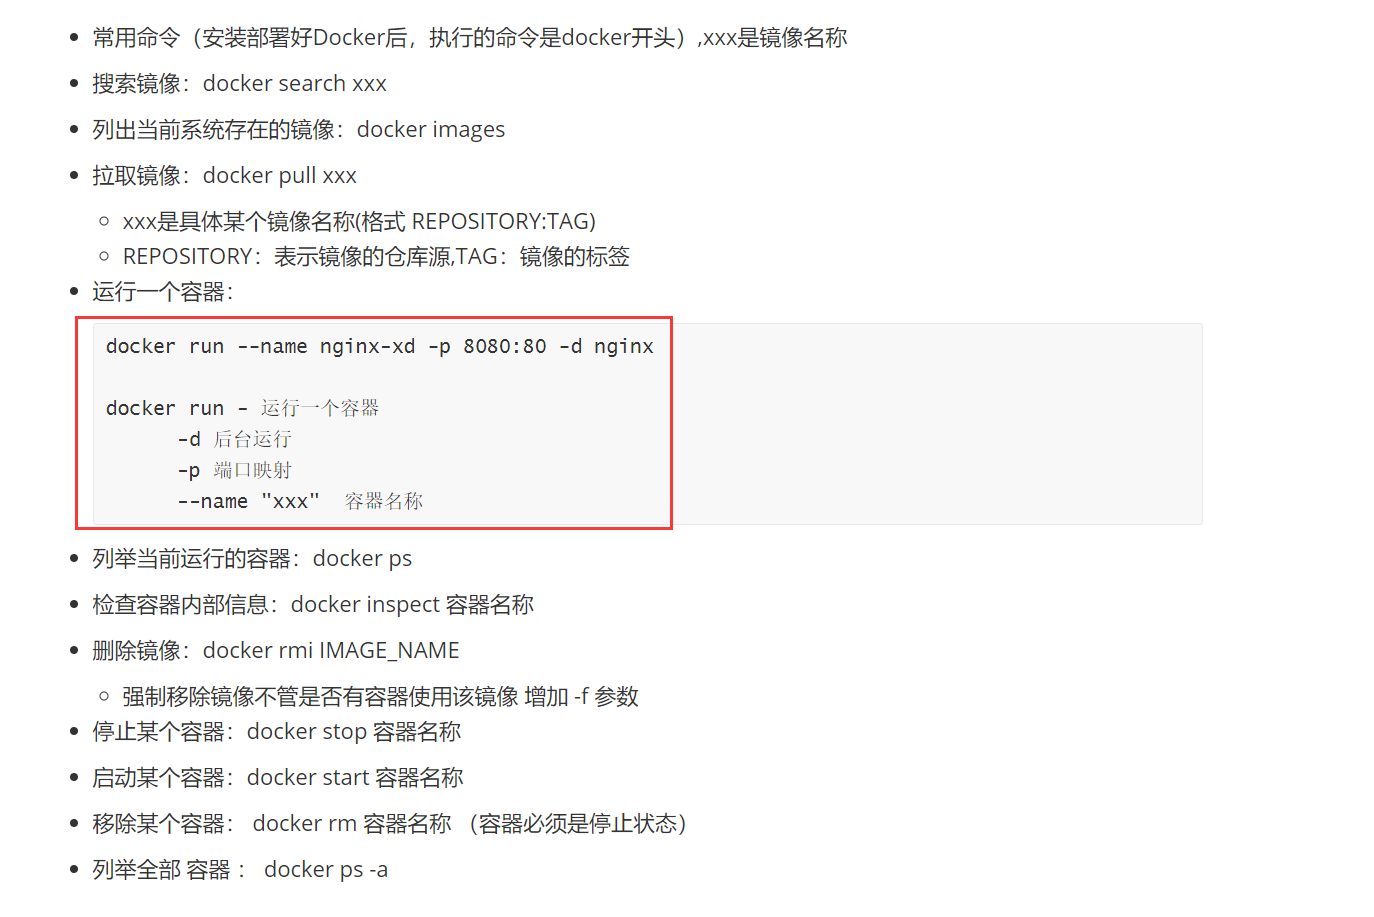 常用命令（安装部署好Docker后，执行的命令是docker开头）,xxx是镜像名称
搜索镜像：docker search xxx
列出当前系统存在的镜像：docker images
拉取镜像：docker pull xxx
xxx是具体某个镜像名称(格式 REPOSITORY:TAG)
REPOSITORY：表示镜像的仓库源,TAG：镜像的标签
运行一个容器：
docker run --name nginx-xd -p 8080:80 -d nginx
docker run - 运行一个容器
-d 后台运行
-p 端口映射
--name "xxx"  容器名称
列举当前运行的容器：docker ps
检查容器内部信息：docker inspect 容器名称
删除镜像：docker rmi IMAGE_NAME
强制移除镜像不管是否有容器使用该镜像 增加 -f 参数
停止某个容器：docker stop 容器名称
启动某个容器：docker start 容器名称
移除某个容器： docker rm 容器名称 （容器必须是停止状态）
列举全部 容器 ： docker ps -a